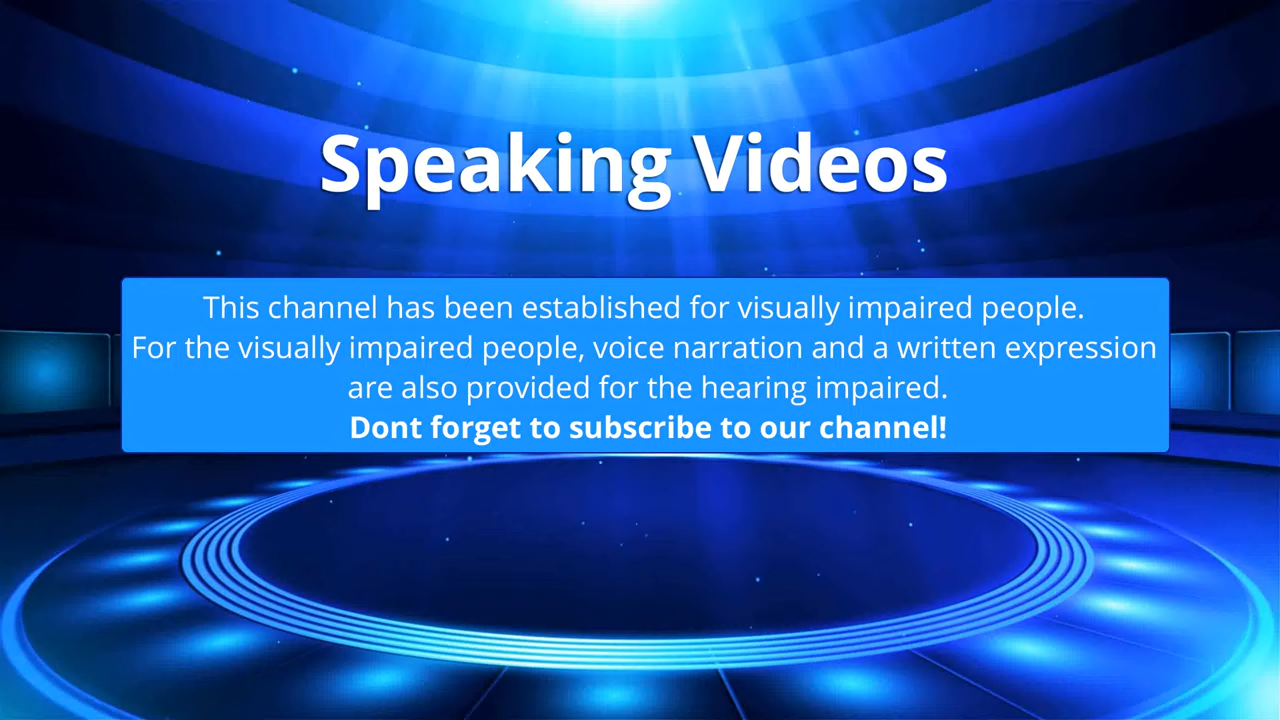 Speaking Videos
This channel has been established for visually impaired people.
For the visually impaired people, voice narration and a written expression
are also provided for the hearing impaired.
Dont forget to subscribe to our channel!